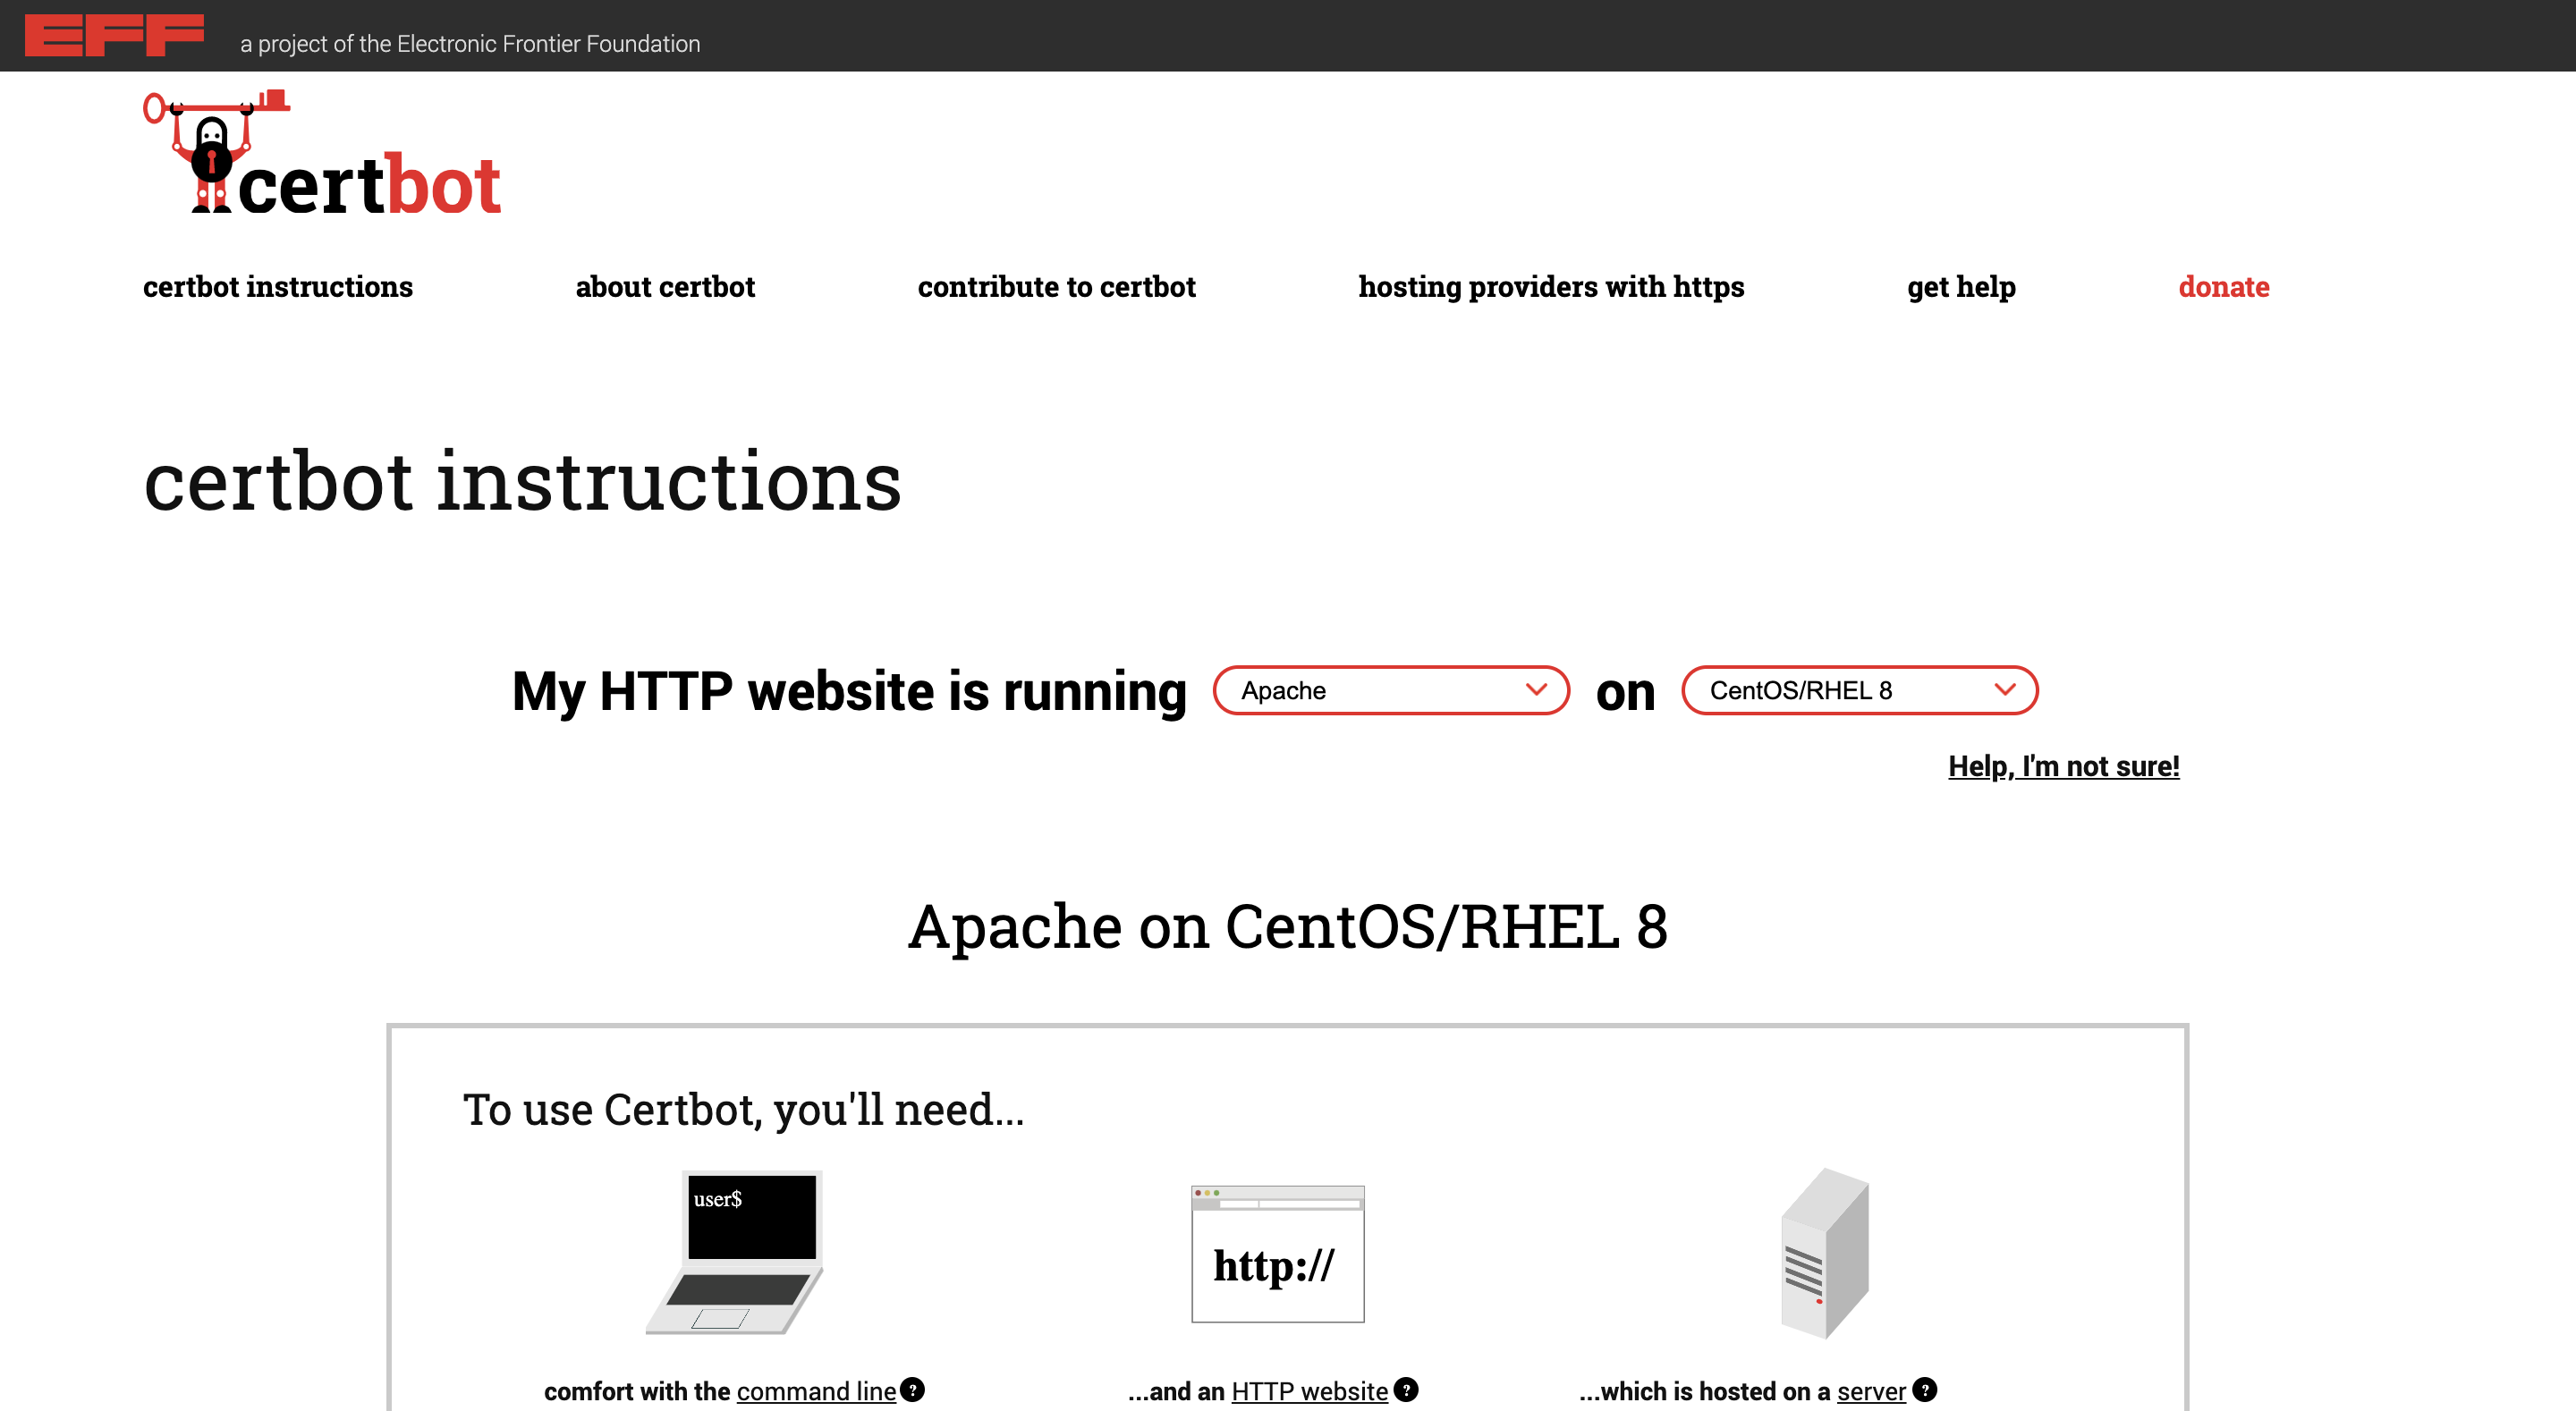 EFF
a project of the Electronic Frontier Foundation
certbot
certbot instructions
about certbot
contribute to certbot
hosting providers with https
get help
donate
certbot instructions
My HTTP website is running Apache on CentOS/RHEL 8
Help, I'm not sure!
Apache on CentOS/RHEL 8
To use Certbot, you'll need...
user$
http://
comfort with the command line ?
...and an HTTP website ?
...which is hosted on a server ?